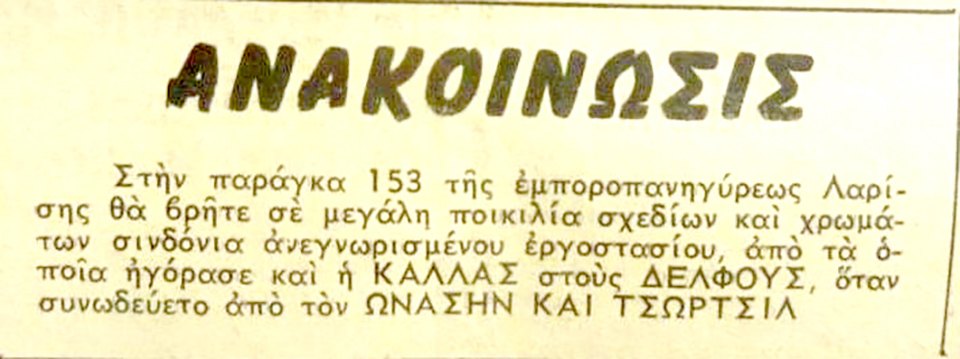 ΑΝΑΚΟΙΝΩΣΙΣ
Στὴν παράγκα 153 τῆς ἐμποροπανηγύρεως Λαρί-
σης θὰ βρῆτε σὲ μεγάλη ποικιλία σχεδίων καὶ χρωμά-
των σινδόνια ἀνεγνωρισμένου ἐργοστασίου, ἀπὸ τὰ ὁ-
ποῖα ἠγόρασε καὶ ἡ ΚΑΛΛΑΣ στοὺς ΔΕΛΦΟΥΣ, ὅταν
συνωδεύετο ἀπὸ τὸν ΩΝΑΣΗΝ ΚΑΙ ΤΣΩΡΤΣΙΛ